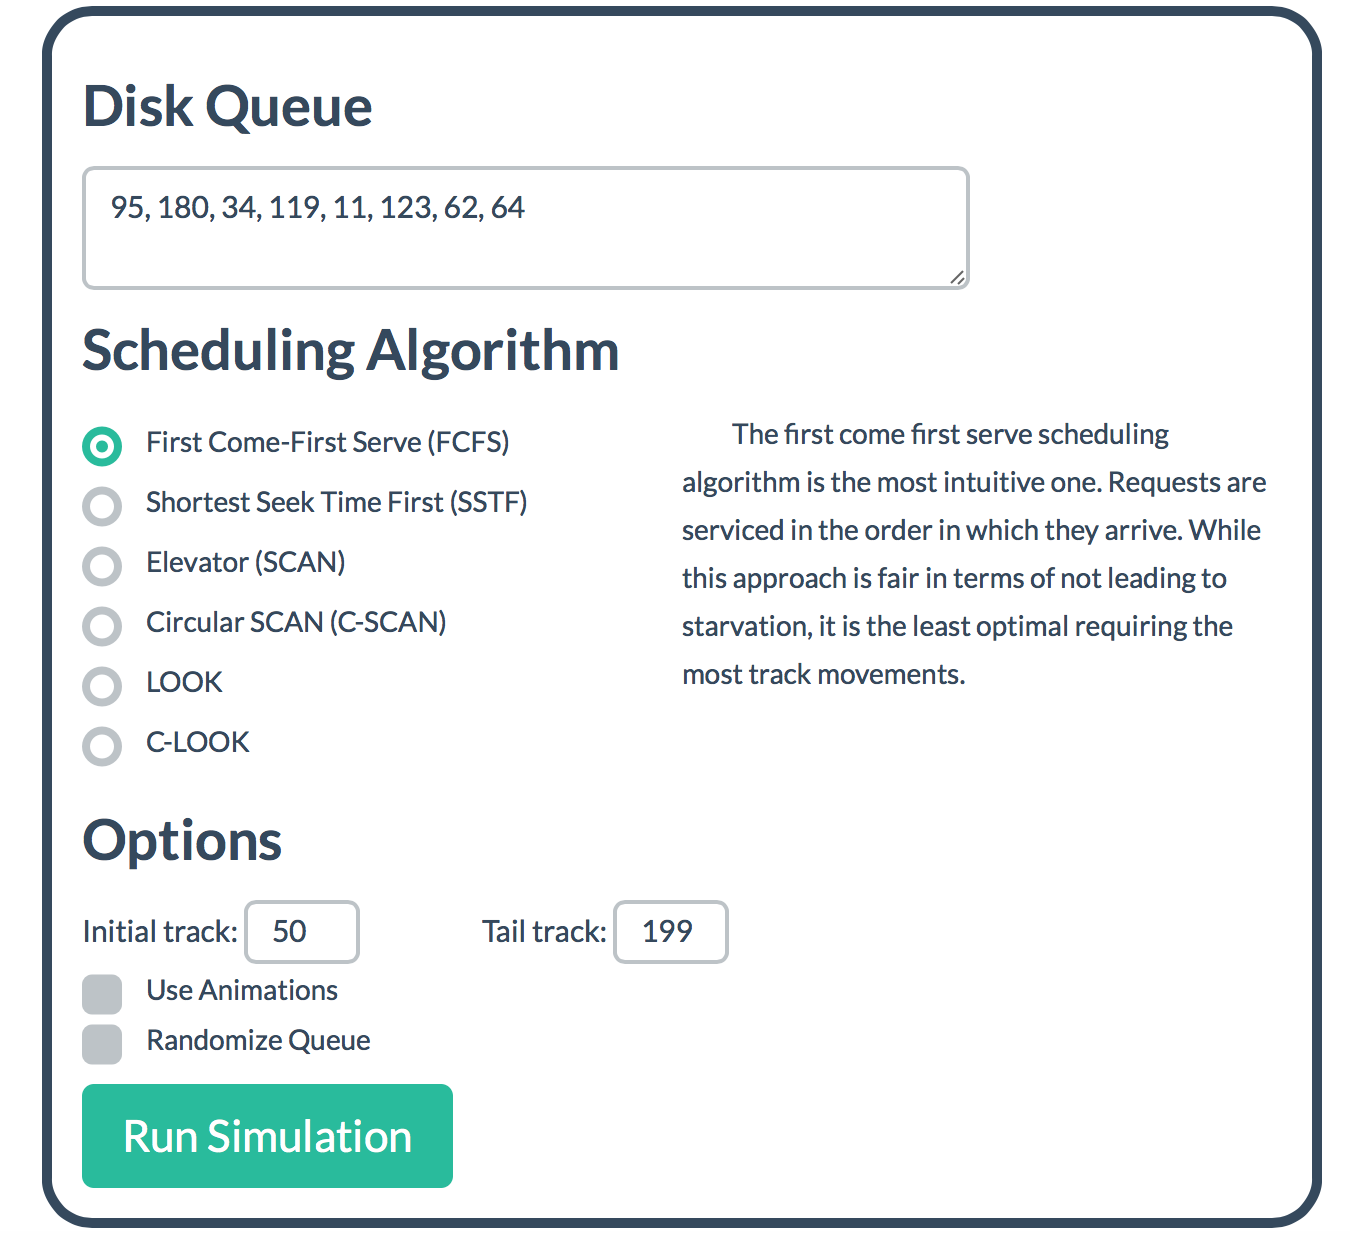 Disk Queue
95, 180, 34, 119, 11, 123, 62, 64
Scheduling Algorithm
First Come-First Serve (FCFS)
Shortest Seek Time First (SSTF)
Elevator (SCAN)
Circular SCAN (C-SCAN)
LOOK
C-LOOK
The first come first serve scheduling
algorithm is the most intuitive one. Requests are
serviced in the order in which they arrive. While
this approach is fair in terms of not leading to
starvation, it is the least optimal requiring the
most track movements.
Options
Initial track: 50 Tail track: 199
Use Animations
Randomize Queue
Run Simulation